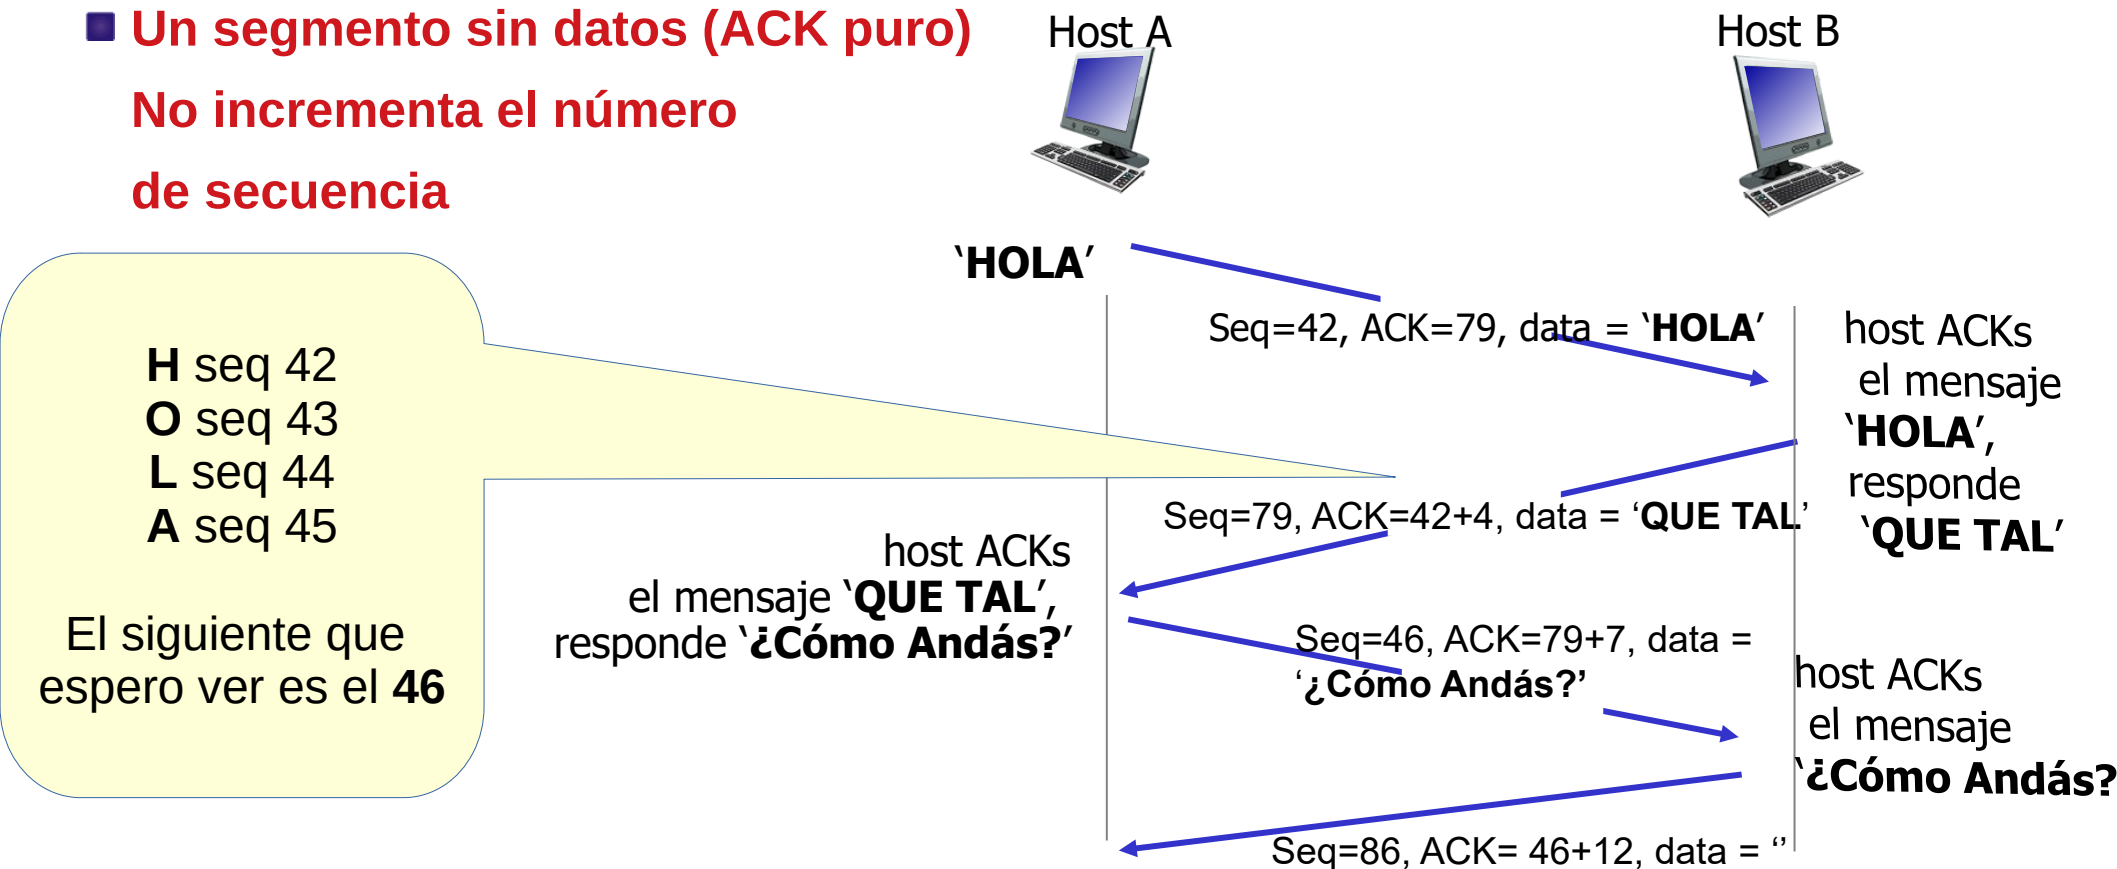 Un segmento sin datos (ACK puro)
No incrementa el número
de secuencia
Host A
Host B
‘HOLA’
Seq=42, ACK=79, data = ‘HOLA’
host ACKs
el mensaje
‘HOLA’,
responde
‘QUE TAL’
H seq 42
O seq 43
L seq 44
A seq 45
El siguiente que
espero ver es el 46
Seq=79, ACK=42+4, data = ‘QUE TAL’
host ACKs
el mensaje ‘QUE TAL’,
responde ‘¿Cómo Andás?’
Seq=46, ACK=79+7, data =
‘¿Cómo Andás?’
host ACKs
el mensaje
‘¿Cómo Andás?
Seq=86, ACK= 46+12, data = ‘’